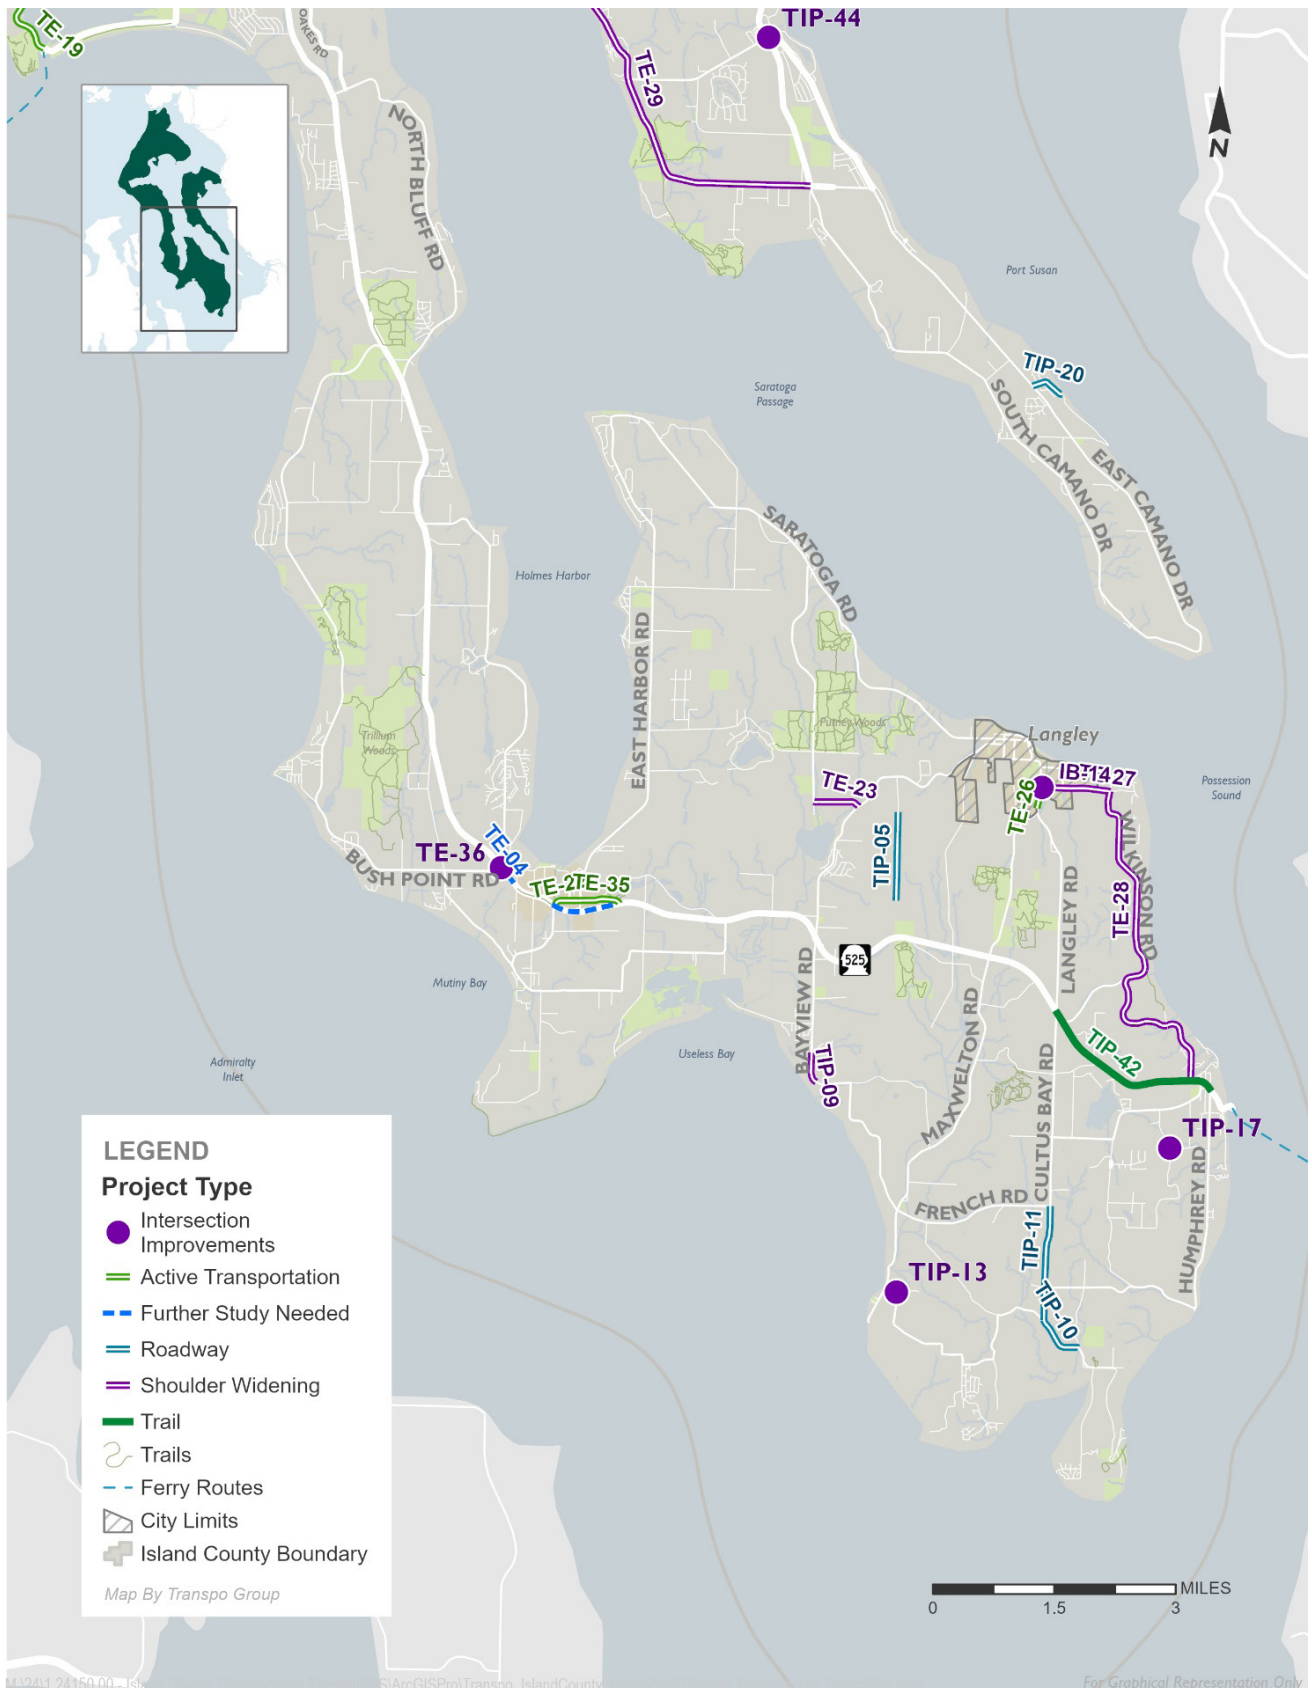 TIP-44
TE-19
OAKES RD
TE-29
NORTH BLUFF RD
N
Port Susan
TIP-20
Saratoga
Passage
SOUTH CAMANO DR
EAST CAMANO DR
SARATOGA RD
Holmes Harbor
EAST HARBOR RD
Putney Woods
Langley
Trillium
Woods
Possession
Sound
TE-23
TE-26
WILKINSON RD
TE-04
TE-36
BUSH POINT RD
TE-35
TIP-05
LANGLEY RD
TE-28
525
BAYVIEW RD
Mutiny Bay
MAXWELTON RD
Useless Bay
Admiralty
Inlet
TIP-09
CULTUS BAY RD
TIP-42
TIP-17
HUMPHREY RD
FRENCH RD
TIP-11
TIP-13
TIP-10
LEGEND
Project Type
Intersection
Improvements
Active Transportation
Further Study Needed
Roadway
Shoulder Widening
Trail
Trails
Ferry Routes
City Limits
Island County Boundary
Map By Transpo Group
MILES
0 1.5 3
For Graphical Representation Only